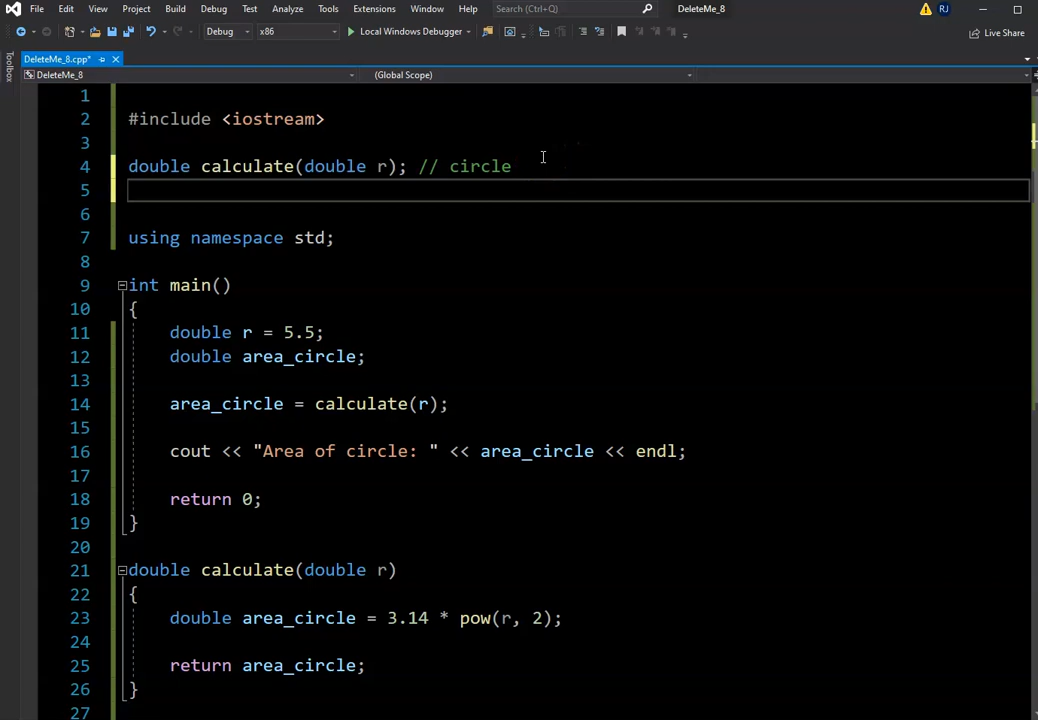 File Edit View Project Build Debug Test Analyze Tools Extensions Window Help Search (Ctrl+Q) DeleteMe_8 RJ
Debug x86 Local Windows Debugger Live Share
Toolbox
DeleteMe_8.cpp*
DeleteMe_8 (Global Scope)
1
2 #include <iostream>
3
4 double calculate(double r); // circle
5
6
7 using namespace std;
8
9 int main()
10 {
11 double r = 5.5;
12 double area_circle;
13
14 area_circle = calculate(r);
15
16 cout << "Area of circle: " << area_circle << endl;
17
18 return 0;
19 }
20
21 double calculate(double r)
22 {
23 double area_circle = 3.14 * pow(r, 2);
24
25 return area_circle;
26 }
27